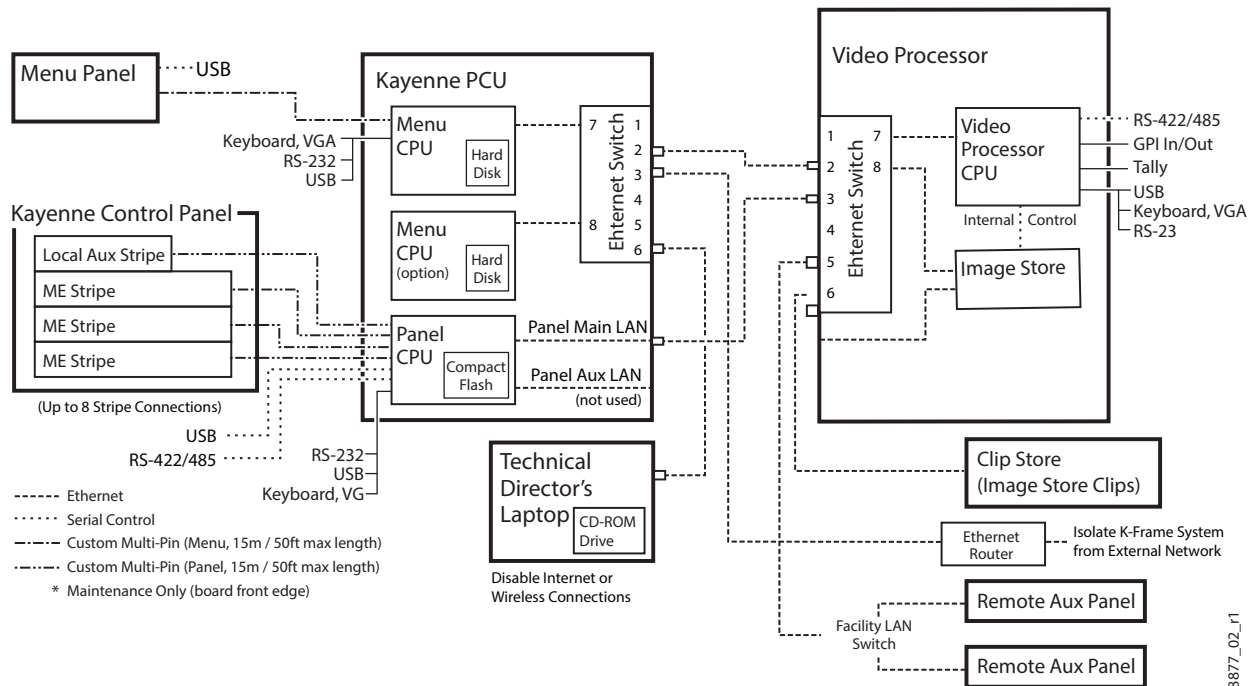 Menu Panel
USB
Kayenne PCU
Menu
CPU
Hard
Disk
Keyboard, VGA
RS-232
USB
Menu
CPU
(option)
Hard
Disk
7
8
Ehternet Switch
1
2
3
4
5
6
Kayenne Control Panel
Local Aux Stripe
ME Stripe
ME Stripe
ME Stripe
(Up to 8 Stripe Connections)
Panel
CPU
Compact
Flash
Panel Main LAN
Panel Aux LAN
(not used)
USB
RS-422/485
RS-232
USB
Keyboard, VG
Technical
Director's
Laptop
CD-ROM
Drive
Disable Internet or
Wireless Connections
Ethernet
Serial Control
Custom Multi-Pin (Menu, 15m / 50ft max length)
Custom Multi-Pin (Panel, 15m / 50ft max length)
* Maintenance Only (board front edge)
Video Processor
1
2
3
4
5
6
Ehternet Switch
7
8
Video
Processor
CPU
Internal Control
Image Store
RS-422/485
GPI In/Out
Tally
USB
Keyboard, VGA
RS-23
Clip Store
(Image Store Clips)
Ethernet
Router
Isolate K-Frame System
from External Network
Facility LAN
Switch
Remote Aux Panel
Remote Aux Panel
8877_02_r1